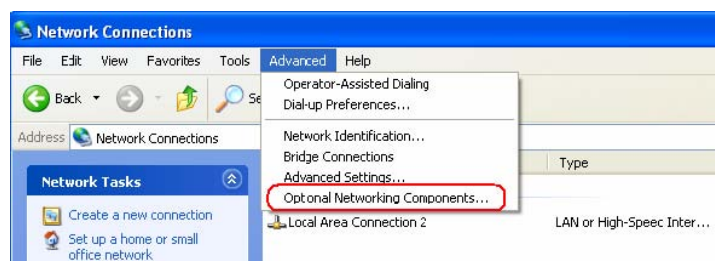 Network Connections
File Edit View Favorites Tools Advanced Help
Back
Operator-Assisted Dialing
Dial-up Preferences...
Network Identification...
Bridge Connections
Advanced Settings...
Optional Networking Components...
Address Network Connections
Type
Network Tasks
Create a new connection
Set up a home or small
office network
Local Area Connection 2 LAN or High-Speec Inter...